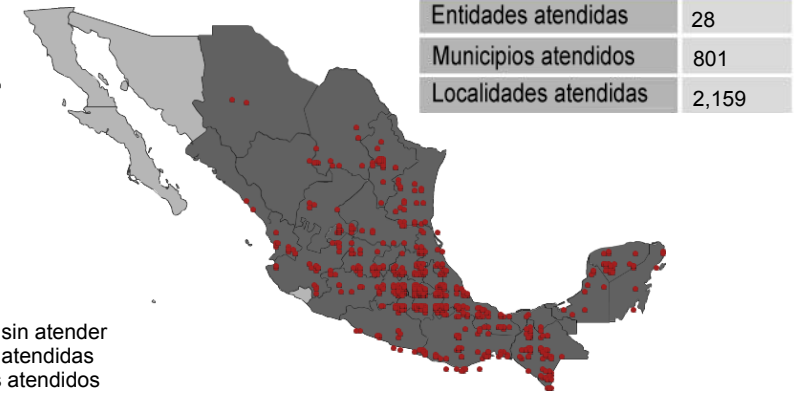 Entidades atendidas 28
Municipios atendidos 801
Localidades atendidas 2,159
sin atender
atendidas
atendidos